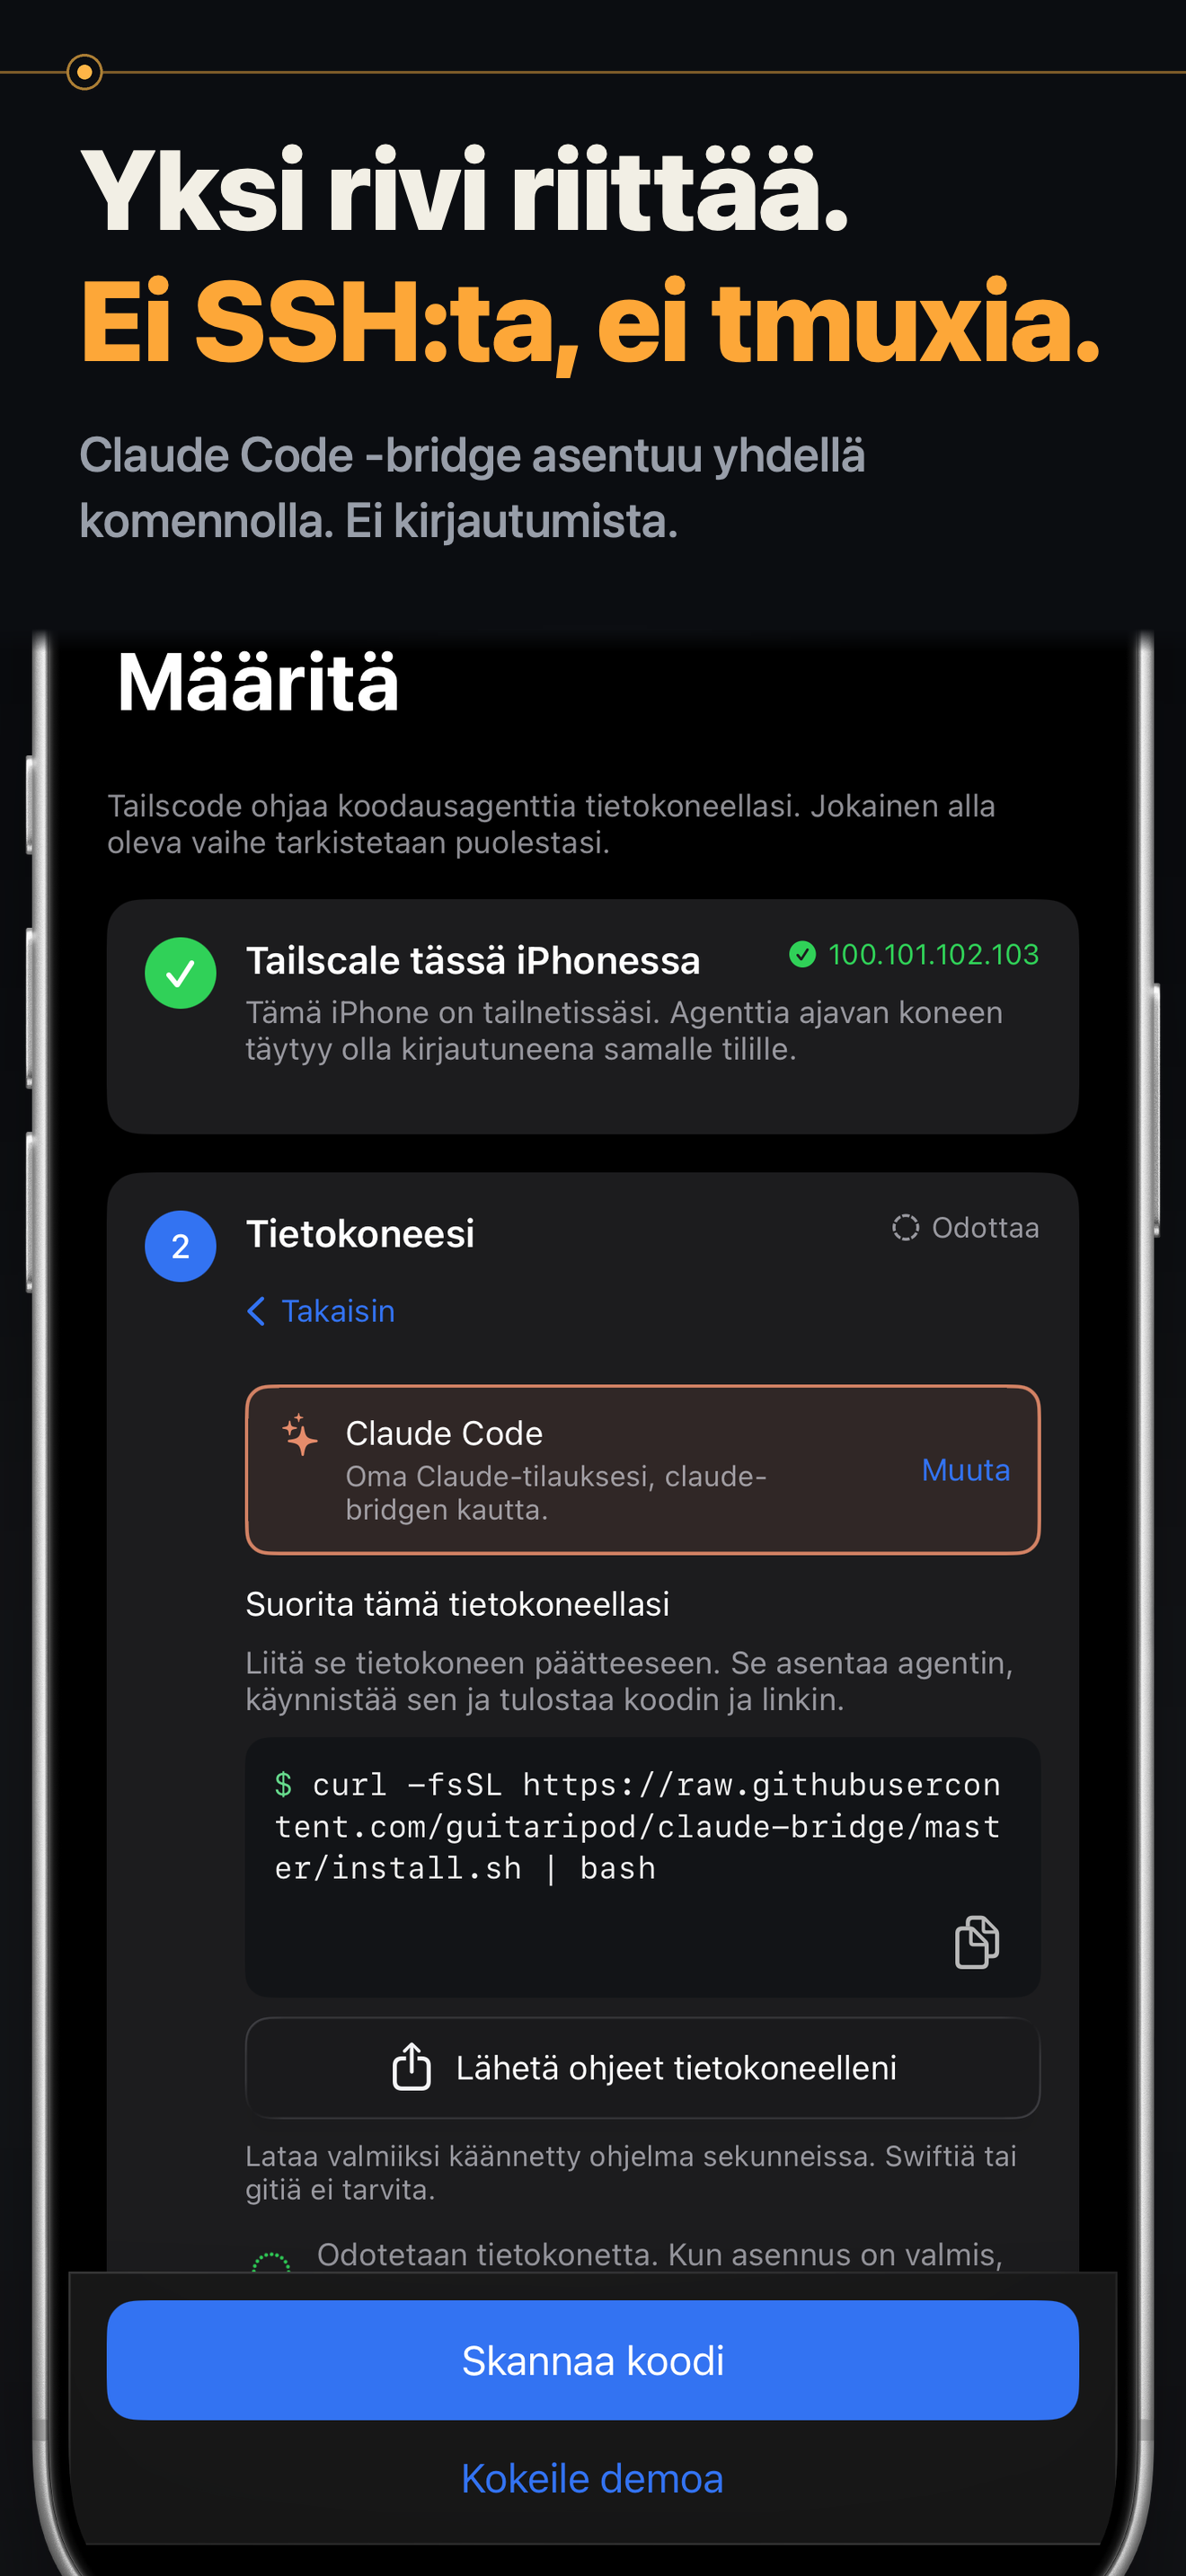 Yksi rivi riittää.
Ei SSH:ta, ei tmuxia.
Claude Code -bridge asentuu yhdellä
komennolla. Ei kirjautumista.
Määritä
Tailscode ohjaa koodausagenttia tietokoneellasi. Jokainen alla
oleva vaihe tarkistetaan puolestasi.
Tailscale tässä iPhonessa
100.101.102.103
Tämä iPhone on tailnetissäsi. Agenttia ajavan koneen
täytyy olla kirjautuneena samalle tilille.
2
Tietokoneesi
Odottaa
Takaisin
Claude Code
Oma Claude-tilauksesi, claude-
bridgen kautta.
Muuta
Suorita tämä tietokoneellasi
Liitä se tietokoneen päätteeseen. Se asentaa agentin,
käynnistää sen ja tulostaa koodin ja linkin.
$ curl -fsSL https://raw.githubusercon
tent.com/guitaripod/claude-bridge/mast
er/install.sh | bash
Lähetä ohjeet tietokoneelleni
Lataa valmiiksi käännetty ohjelma sekunneissa. Swiftiä tai
gitiä ei tarvita.
Odotetaan tietokonetta. Kun asennus on valmis,
Skannaa koodi
Kokeile demoa